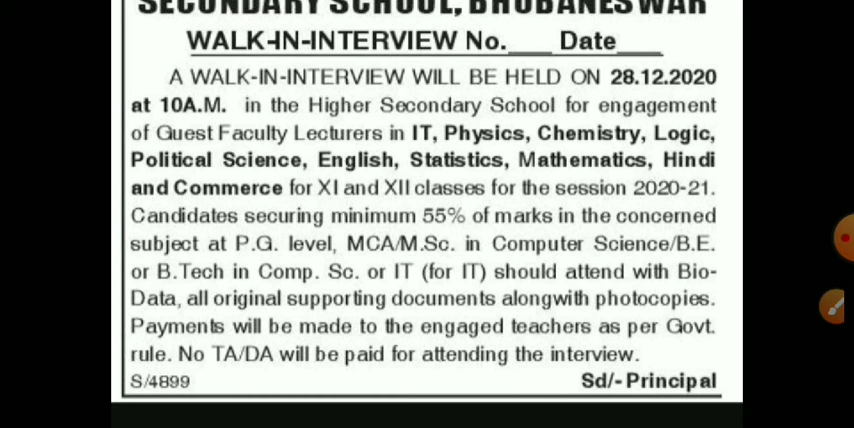 SECONDARY SCHOOL, BHUBANESWAR
WALK-IN-INTERVIEW No.___ Date___
A WALK-IN-INTERVIEW WILL BE HELD ON 28.12.2020
at 10A.M. in the Higher Secondary School for engagement
of Guest Faculty Lecturers in IT, Physics, Chemistry, Logic,
Political Science, English, Statistics, Mathematics, Hindi
and Commerce for XI and XII classes for the session 2020-21.
Candidates securing minimum 55% of marks in the concerned
subject at P.G. level, MCA/M.Sc. in Computer Science/B.E.
or B.Tech in Comp. Sc. or IT (for IT) should attend with Bio-
Data, all original supporting documents alongwith photocopies.
Payments will be made to the engaged teachers as per Govt.
rule. No TA/DA will be paid for attending the interview.
S/4899 Sd/- Principal